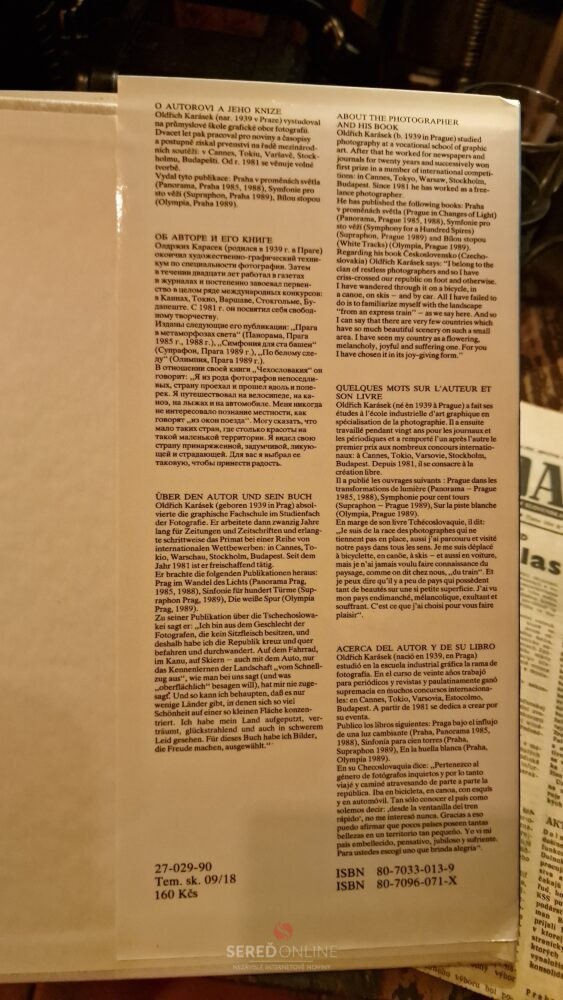 O AUTOROVI A JEHO KNIZE
Oldřich Karásek (nar. 1939 v Praze) vystudoval
na průmyslové škole grafické obor fotografii.
Dvacet let pak pracoval pro noviny a časopisy
a postupně získal prvenství na řadě mezinárod-
ních soutěží: v Cannes, Tokiu, Varšavě, Stock-
holmu, Budapešti. Od r. 1981 se věnuje volné
tvorbě.
Vydal tyto publikace: Praha v proměnách světla
(Panorama, Praha 1985, 1988), Symfonie pro
sto věží (Supraphon, Praha 1989), Bílou stopou
(Olympia, Praha 1989).
ОБ АВТОРЕ И ЕГО КНИГЕ
Олдржих Карасек (родился в 1939 г. в Праге)
окончил художественно-графический техни-
кум по специальности фотография. Затем
в течении двадцати лет работал в газетах
и журналах и постепенно завоевал первен-
ство в целом ряде международных конкурсов:
в Каннах, Токио, Варшаве, Стокгольме, Бу-
дапеште. С 1981 г. он посвятил себя свобод-
ному творчеству.
Изданы следующие его публикации: „Прага
в метаморфозах света" (Панорама, Прага
1985 г., 1988 г.), „Симфония для ста башен"
(Супрафон, Прага 1989 г.), „По белому сле-
ду" (Олимпия, Прага 1989 г.).
В отношении своей книги „Чехословакия" он
говорит: „Я из рода фотографов непоседли-
вых, страну проехал и прошел вдоль и попе-
рек. Я путешествовал на велосипеде, на ка-
ноэ, на лыжах и на автомобиле. Меня никогда
не интересовало познание местности, как
говорят „из окон поезда". Могу сказать, что
мало таких стран, где столько красоты на
такой маленькой территории. Я видел свою
страну принаряженной, задумчивой, ликую-
щей и страдающей. Для вас я выбрал ее
таковую, чтобы принести радость.
ÜBER DEN AUTOR UND SEIN BUCH
Oldřich Karásek (geboren 1939 in Prag) absol-
vierte die graphische Fachschule im Studienfach
der Fotografie. Er arbeitete dann zwanzig Jahre
lang für Zeitungen und Zeitschriften und erlang-
te schrittweise das Primat bei einer Reihe von
internationalen Wettbewerben: in Cannes, To-
kio, Warschau, Stockholm, Budapest. Seit dem
Jahr 1981 ist er freischaffend tätig.
Er brachte die folgenden Publikationen heraus:
Prag im Wandel des Lichts (Panorama Prag,
1985, 1988), Sinfonie für hundert Türme (Sup-
raphon Prag, 1989), Die weiße Spur (Olympia
Prag, 1989).
Zu seiner Publikation über die Tschechoslowa-
kei sagt er: „Ich bin aus dem Geschlecht der
Fotografen, die kein Sitzfleisch besitzen, und
deshalb habe ich die Republik kreuz und quer
befahren und durchwandert. Auf dem Fahrrad,
im Kanu, auf Skiern – auch mit dem Auto, nur
das Kennenlernen der Landschaft „vom Schnell-
zug aus", wie man bei uns sagt (und was
„oberflächlich" besagen will), hat mir nie zuge-
sagt. Und so kann ich behaupten, daß es nur
wenige Länder gibt, in denen sich so viel
Schönheit auf einer so kleinen Fläche konzen-
triert. Ich habe mein Land aufgeputzt, ver-
träumt, glückstrahlend und auch in schwerem
Leid gesehen. Für dieses Buch habe ich Bilder,
die Freude machen, ausgewählt."
27-029-90
Tem. sk. 09/18
160 Kčs
ABOUT THE PHOTOGRAPHER
AND HIS BOOK
Oldřich Karásek (b. 1939 in Prague) studied
photography at a vocational school of graphic
art. After that he worked for newspapers and
journals for twenty years and successively won
first prize in a number of international competi-
tions: in Cannes, Tokyo, Warsaw, Stockholm,
Budapest. Since 1981 he has worked as a free-
lance photographer.
He has published the following books: Praha
v proměnách světla (Prague in Changes of Light)
(Panorama, Prague 1985, 1988), Symfonie pro
sto věží (Symphony for a Hundred Spires)
(Supraphon, Prague 1989) and Bílou stopou
(White Tracks) (Olympia, Prague 1989).
Regarding his book Československo (Czecho-
slovakia) Oldřich Karásek says: "I belong to the
clan of restless photographers and so I have
criss-crossed our republic on foot and otherwise.
I have wandered through it on a bicycle, in
a canoe, on skis – and by car. All I have failed to
do is to familiarize myself with the landscape
"from an express train" – as we say here. And so
I can say that there are very few countries which
have so much beautiful scenery on such a small
area. I have seen my country as a flowering,
melancholy, joyful and suffering one. For you
I have chosen it in its joy-giving form."
QUELQUES MOTS SUR L'AUTEUR ET
SON LIVRE
Oldřich Karásek (né en 1939 à Prague) a fait ses
études à l'école industrielle d'art graphique en
spécialisation de la photographie. Il a ensuite
travaillé pendant vingt ans pour les journaux et
les périodiques et a remporté l'un après l'autre le
premier prix aux nombreux concours internatio-
naux: à Cannes, Tokio, Varsovie, Stockholm,
Budapest. Depuis 1981, il se consacre à la
création libre.
Il a publié les ouvrages suivants : Prague dans les
transformations de lumière (Panorama – Prague
1985, 1988), Symphonie pour cent tours
(Supraphon – Prague 1989), Sur la piste blanche
(Olympia, Prague 1989).
En marge de son livre Tchécoslovaquie, il dit:
„Je suis de la race des photographes qui ne
tiennent pas en place, aussi j'ai parcouru et visité
notre pays dans tous les sens. Je me suis déplacé
à bicyclette, en canoë, à skis – et aussi en voiture,
mais je n'ai jamais voulu faire connaissance du
paysage, comme on dit chez nous, „du train". Et
je peux dire qu'il y a peu de pays qui possèdent
tant de beautés sur une si petite superficie. J'ai vu
mon pays endimanché, mélancolique, exultant et
souffrant. C'est ce que j'ai choisi pour vous faire
plaisir".
ACERCA DEL AUTOR Y DE SU LIBRO
Oldřich Karásek (nació en 1939, en Praga)
estudió en la escuela industrial gráfica la rama de
fotografía. En el curso de veinte años trabajó
para periódicos y revistas y paulatinamente ganó
supremacía en muchos concursos internaciona-
les: en Cannes, Tokio, Varsovia, Estocolmo,
Budapest. A partir de 1981 se dedica a crear por
su eventa.
Publico los libros siguientes: Praga bajo el influjo
de una luz cambiante (Praha, Panorama 1985,
1988), Sinfonía para cien torres (Praha,
Supraphon 1989), En la huella blanca (Praha,
Olympia 1989).
En su Checoslovaquia dice: „Pertenezco al
género de fotógrafos inquietos y por lo tanto
viajé y caminé atravesando de parte a parte la
república. Iba en bicicleta, en canoa, con esquís
y en automóvil. Tan sólo conocer el país como
solemos decir: ‚desde la ventanilla del tren
rápido', no me interesó nunca. Gracias a eso
puedo afirmar que pocos países poseen tantas
bellezas en un territorio tan pequeño. Yo vi mi
país embellecido, pensativo, jubiloso y sufriente.
Para ustedes escogí uno que brinda alegría".
ISBN 80-7033-013-9
ISBN 80-7096-071-X
SEREĎONLINE
NEZÁVISLÉ INTERNETOVÉ NOVINY
las